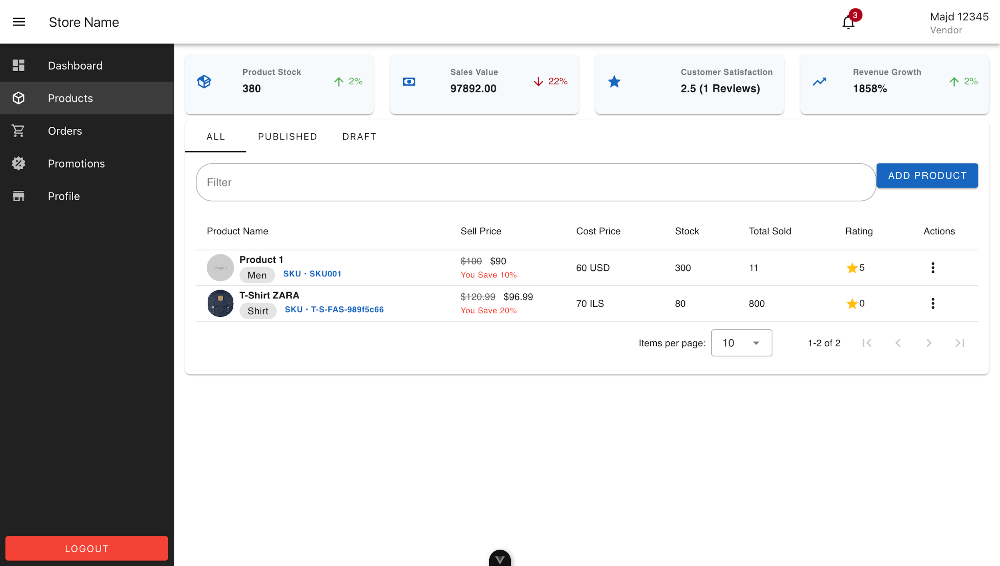 Store Name
3
Majd 12345
Vendor
Dashboard
Products
Orders
Promotions
Profile
LOGOUT
Product Stock
380
2%
Sales Value
97892.00
22%
Customer Satisfaction
2.5 (1 Reviews)
Revenue Growth
1858%
2%
ALL PUBLISHED DRAFT
Filter
ADD PRODUCT
Product Name Sell Price Cost Price Stock Total Sold Rating Actions
Image 1
Product 1
Men SKU • SKU001
$100 $90
You Save 10%
60 USD 300 11 5
T-Shirt ZARA
Shirt SKU • T-S-FAS-989f5c66
$120.99 $96.99
You Save 20%
70 ILS 80 800 0
Items per page: 10 1-2 of 2